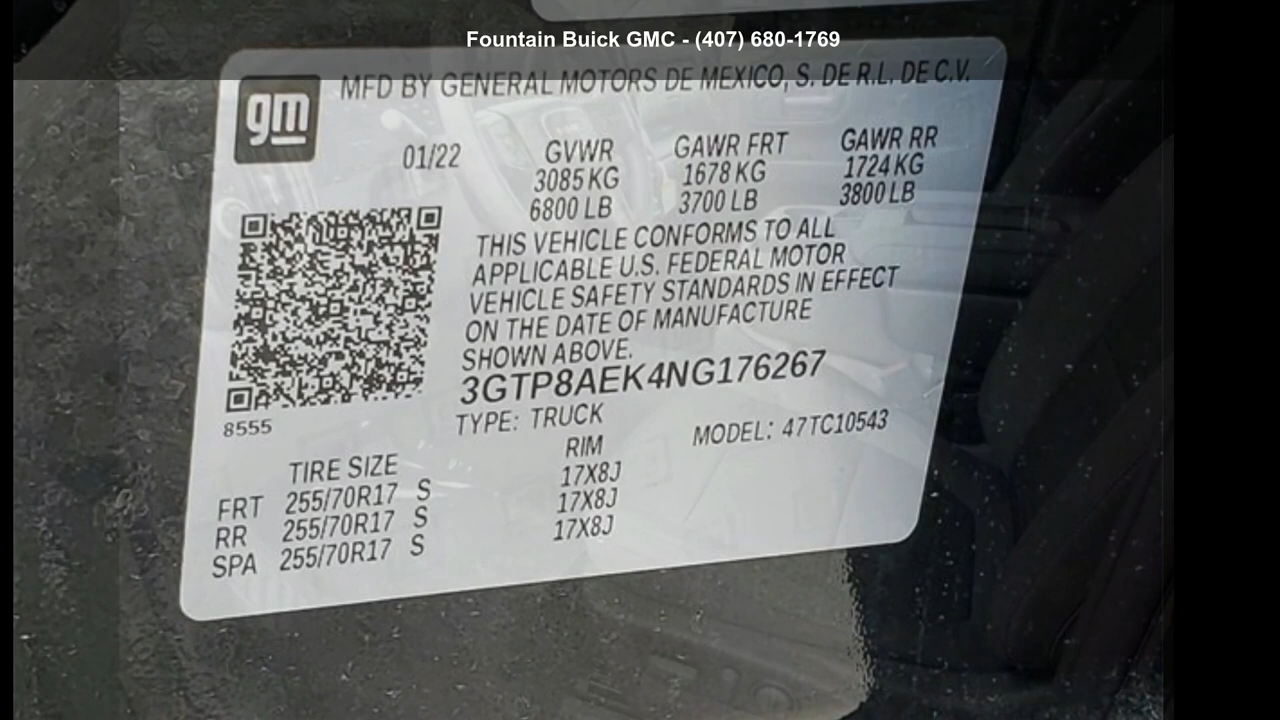 Fountain Buick GMC - (407) 680-1769
gm
MFD BY GENERAL MOTORS DE MEXICO, S. DE R.L. DE C.V.
01/22 GVWR GAWR FRT GAWR RR
3085 KG 1678 KG 1724 KG
6800 LB 3700 LB 3800 LB
THIS VEHICLE CONFORMS TO ALL
APPLICABLE U.S. FEDERAL MOTOR
VEHICLE SAFETY STANDARDS IN EFFECT
ON THE DATE OF MANUFACTURE
SHOWN ABOVE.
3GTP8AEK4NG176267
8555
TYPE: TRUCK MODEL: 47TC10543
TIRE SIZE RIM
FRT 255/70R17 S 17X8J
RR 255/70R17 S 17X8J
SPA 255/70R17 S 17X8J